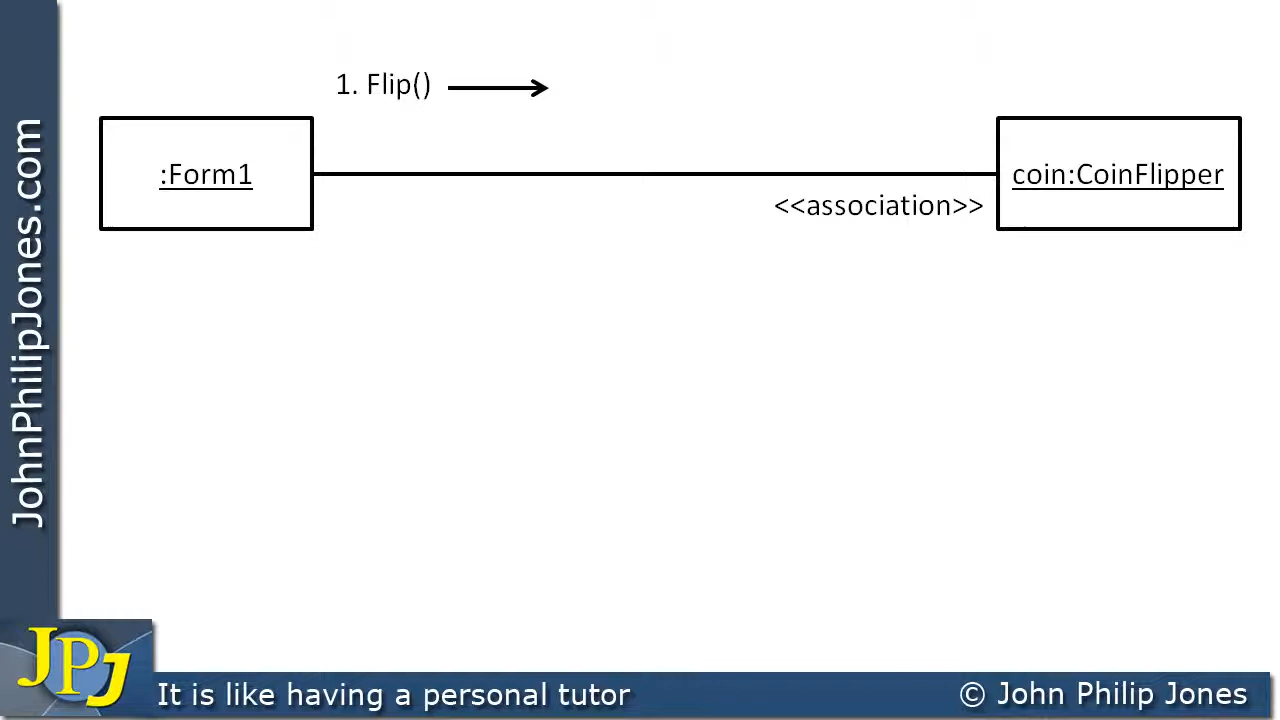 1. Flip()
:Form1
coin:CoinFlipper
<<association>>
JohnPhilipJones.com
JPJ
It is like having a personal tutor
© John Philip Jones